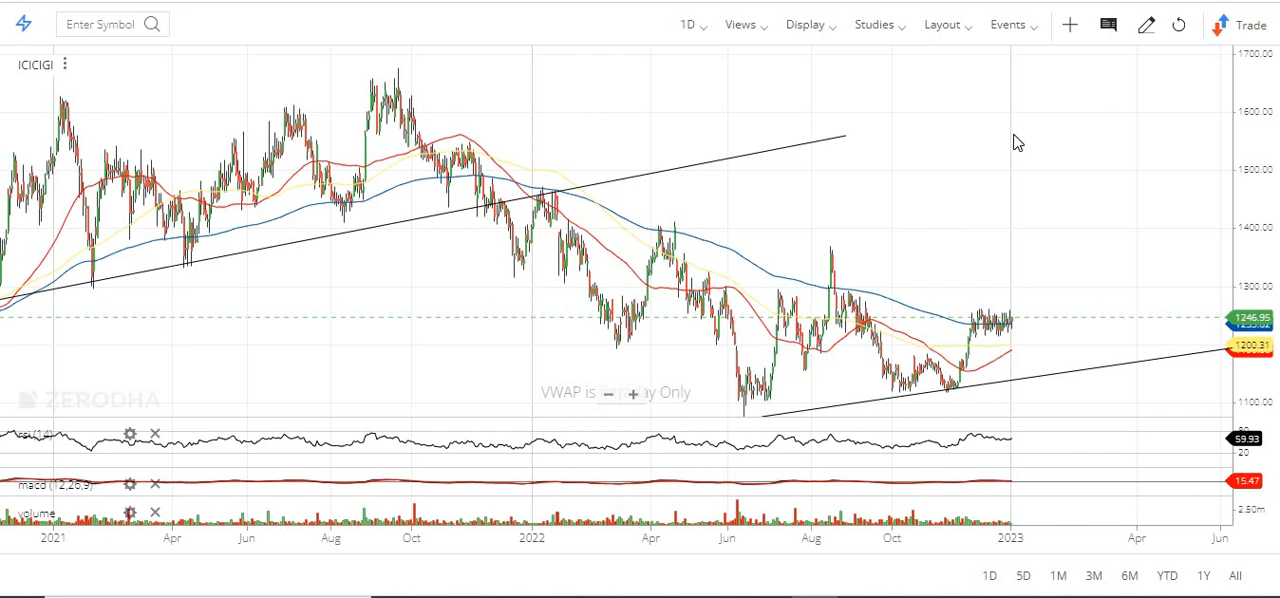 Enter Symbol
1D Views Display Studies Layout Events Trade
ICICIGI
1700.00
1600.00
1500.00
1400.00
1300.00
1246.95
1200.31
1100.00
ZERODHA
VWAP is Intraday Only
rsi (14)
80
59.93
20
macd (12,26,9)
15.47
volume
2.50m
2021 Apr Jun Aug Oct 2022 Apr Jun Aug Oct 2023 Apr Jun
1D 5D 1M 3M 6M YTD 1Y All